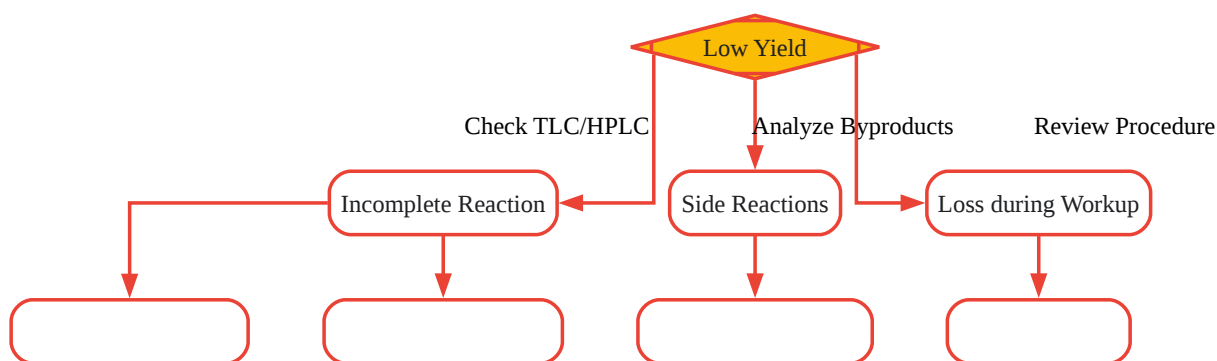 Low Yield
Check TLC/HPLC
Analyze Byproducts
Review Procedure
Incomplete Reaction
Side Reactions
Loss during Workup